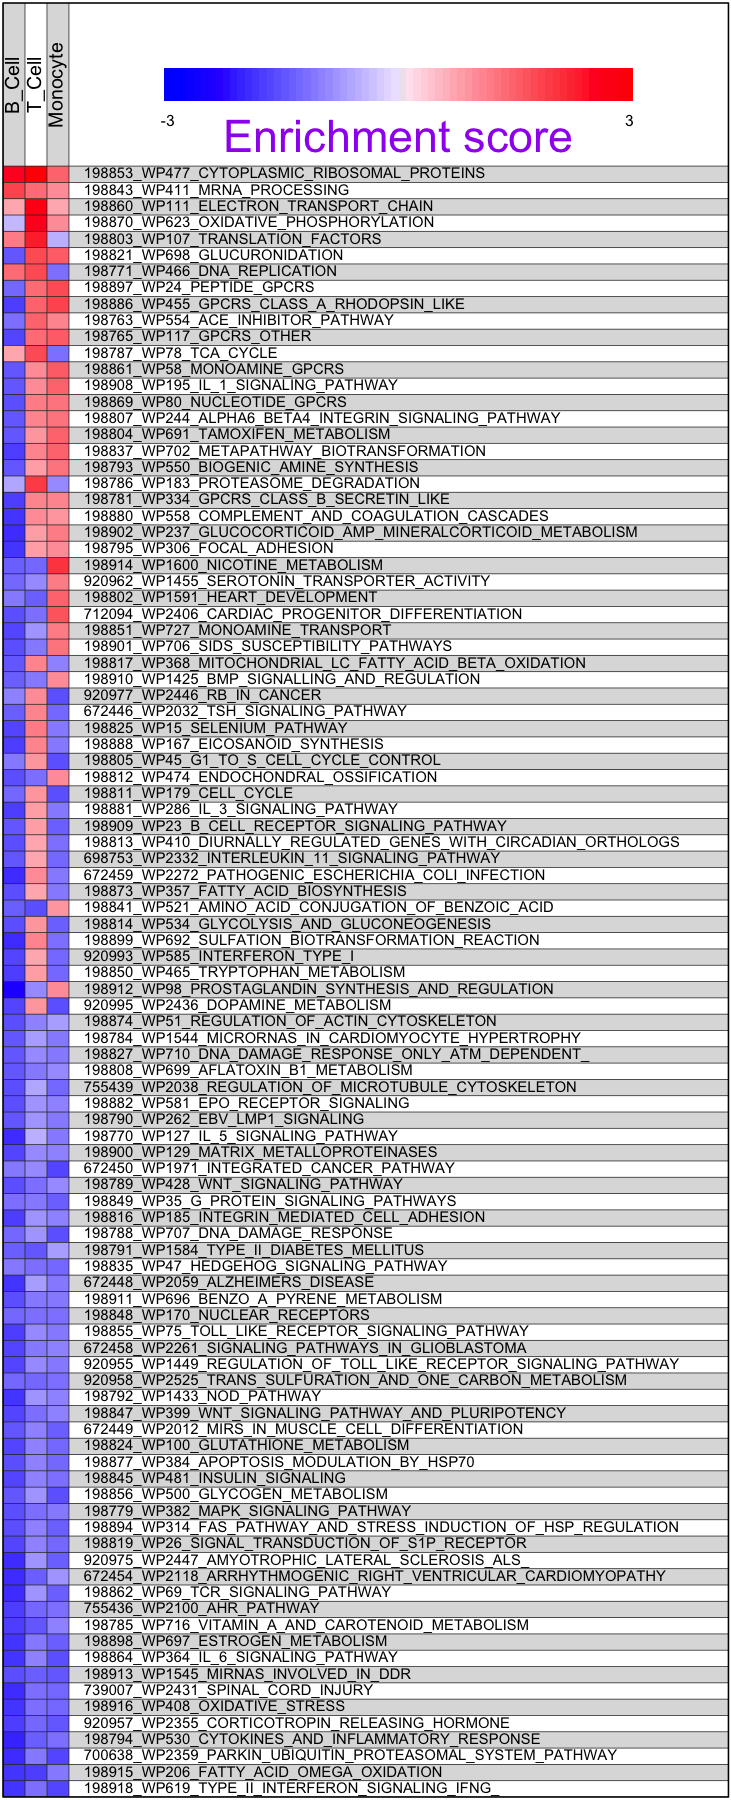 B_Cell
T_Cell
Monocyte
-3
3
Enrichment score
198853_WP477_CYTOPLASMIC_RIBOSOMAL_PROTEINS
198843_WP411_MRNA_PROCESSING
198860_WP111_ELECTRON_TRANSPORT_CHAIN
198870_WP623_OXIDATIVE_PHOSPHORYLATION
198803_WP107_TRANSLATION_FACTORS
198821_WP698_GLUCURONIDATION
198771_WP466_DNA_REPLICATION
198897_WP24_PEPTIDE_GPCRS
198886_WP455_GPCRS_CLASS_A_RHODOPSIN_LIKE
198763_WP554_ACE_INHIBITOR_PATHWAY
198765_WP117_GPCRS_OTHER
198787_WP78_TCA_CYCLE
198861_WP58_MONOAMINE_GPCRS
198908_WP195_IL_1_SIGNALING_PATHWAY
198869_WP80_NUCLEOTIDE_GPCRS
198807_WP244_ALPHA6_BETA4_INTEGRIN_SIGNALING_PATHWAY
198804_WP691_TAMOXIFEN_METABOLISM
198837_WP702_METAPATHWAY_BIOTRANSFORMATION
198793_WP550_BIOGENIC_AMINE_SYNTHESIS
198786_WP183_PROTEASOME_DEGRADATION
198781_WP334_GPCRS_CLASS_B_SECRETIN_LIKE
198880_WP558_COMPLEMENT_AND_COAGULATION_CASCADES
198902_WP237_GLUCOCORTICOID_AMP_MINERALCORTICOID_METABOLISM
198795_WP306_FOCAL_ADHESION
198914_WP1600_NICOTINE_METABOLISM
920962_WP1455_SEROTONIN_TRANSPORTER_ACTIVITY
198802_WP1591_HEART_DEVELOPMENT
712094_WP2406_CARDIAC_PROGENITOR_DIFFERENTIATION
198851_WP727_MONOAMINE_TRANSPORT
198901_WP706_SIDS_SUSCEPTIBILITY_PATHWAYS
198817_WP368_MITOCHONDRIAL_LC_FATTY_ACID_BETA_OXIDATION
198910_WP1425_BMP_SIGNALLING_AND_REGULATION
920977_WP2446_RB_IN_CANCER
672446_WP2032_TSH_SIGNALING_PATHWAY
198825_WP15_SELENIUM_PATHWAY
198888_WP167_EICOSANOID_SYNTHESIS
198805_WP45_G1_TO_S_CELL_CYCLE_CONTROL
198812_WP474_ENDOCHONDRAL_OSSIFICATION
198811_WP179_CELL_CYCLE
198881_WP286_IL_3_SIGNALING_PATHWAY
198909_WP23_B_CELL_RECEPTOR_SIGNALING_PATHWAY
198813_WP410_DIURNALLY_REGULATED_GENES_WITH_CIRCADIAN_ORTHOLOGS
698753_WP2332_INTERLEUKIN_11_SIGNALING_PATHWAY
672459_WP2272_PATHOGENIC_ESCHERICHIA_COLI_INFECTION
198873_WP357_FATTY_ACID_BIOSYNTHESIS
198841_WP521_AMINO_ACID_CONJUGATION_OF_BENZOIC_ACID
198814_WP534_GLYCOLYSIS_AND_GLUCONEOGENESIS
198899_WP692_SULFATION_BIOTRANSFORMATION_REACTION
920993_WP585_INTERFERON_TYPE_I
198850_WP465_TRYPTOPHAN_METABOLISM
198912_WP98_PROSTAGLANDIN_SYNTHESIS_AND_REGULATION
920995_WP2436_DOPAMINE_METABOLISM
198874_WP51_REGULATION_OF_ACTIN_CYTOSKELETON
198784_WP1544_MICRORNAS_IN_CARDIOMYOCYTE_HYPERTROPHY
198827_WP710_DNA_DAMAGE_RESPONSE_ONLY_ATM_DEPENDENT_
198808_WP699_AFLATOXIN_B1_METABOLISM
755439_WP2038_REGULATION_OF_MICROTUBULE_CYTOSKELETON
198882_WP581_EPO_RECEPTOR_SIGNALING
198790_WP262_EBV_LMP1_SIGNALING
198770_WP127_IL_5_SIGNALING_PATHWAY
198900_WP129_MATRIX_METALLOPROTEINASES
672450_WP1971_INTEGRATED_CANCER_PATHWAY
198789_WP428_WNT_SIGNALING_PATHWAY
198849_WP35_G_PROTEIN_SIGNALING_PATHWAYS
198816_WP185_INTEGRIN_MEDIATED_CELL_ADHESION
198788_WP707_DNA_DAMAGE_RESPONSE
198791_WP1584_TYPE_II_DIABETES_MELLITUS
198835_WP47_HEDGEHOG_SIGNALING_PATHWAY
672448_WP2059_ALZHEIMERS_DISEASE
198911_WP696_BENZO_A_PYRENE_METABOLISM
198848_WP170_NUCLEAR_RECEPTORS
198855_WP75_TOLL_LIKE_RECEPTOR_SIGNALING_PATHWAY
672458_WP2261_SIGNALING_PATHWAYS_IN_GLIOBLASTOMA
920955_WP1449_REGULATION_OF_TOLL_LIKE_RECEPTOR_SIGNALING_PATHWAY
920958_WP2525_TRANS_SULFURATION_AND_ONE_CARBON_METABOLISM
198792_WP1433_NOD_PATHWAY
198847_WP399_WNT_SIGNALING_PATHWAY_AND_PLURIPOTENCY
672449_WP2012_MIRS_IN_MUSCLE_CELL_DIFFERENTIATION
198824_WP100_GLUTATHIONE_METABOLISM
198877_WP384_APOPTOSIS_MODULATION_BY_HSP70
198845_WP481_INSULIN_SIGNALING
198856_WP500_GLYCOGEN_METABOLISM
198779_WP382_MAPK_SIGNALING_PATHWAY
198894_WP314_FAS_PATHWAY_AND_STRESS_INDUCTION_OF_HSP_REGULATION
198819_WP26_SIGNAL_TRANSDUCTION_OF_S1P_RECEPTOR
920975_WP2447_AMYOTROPHIC_LATERAL_SCLEROSIS_ALS_
672454_WP2118_ARRHYTHMOGENIC_RIGHT_VENTRICULAR_CARDIOMYOPATHY
198862_WP69_TCR_SIGNALING_PATHWAY
755436_WP2100_AHR_PATHWAY
198785_WP716_VITAMIN_A_AND_CAROTENOID_METABOLISM
198898_WP697_ESTROGEN_METABOLISM
198864_WP364_IL_6_SIGNALING_PATHWAY
198913_WP1545_MIRNAS_INVOLVED_IN_DDR
739007_WP2431_SPINAL_CORD_INJURY
198916_WP408_OXIDATIVE_STRESS
920957_WP2355_CORTICOTROPIN_RELEASING_HORMONE
198794_WP530_CYTOKINES_AND_INFLAMMATORY_RESPONSE
700638_WP2359_PARKIN_UBIQUITIN_PROTEASOMAL_SYSTEM_PATHWAY
198915_WP206_FATTY_ACID_OMEGA_OXIDATION
198918_WP619_TYPE_II_INTERFERON_SIGNALING_IFNG_